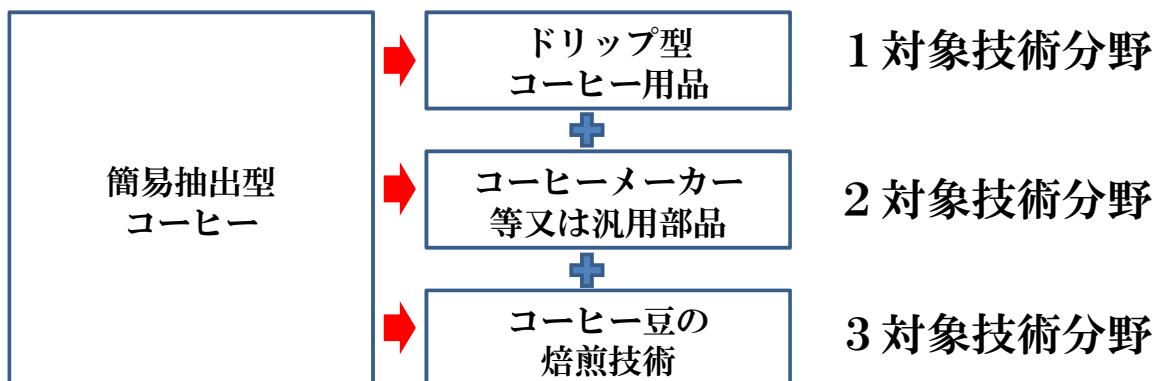 簡易抽出型
コーヒー
ドリップ型
コーヒー用品
１対象技術分野
コーヒーメーカー
等又は汎用部品
２対象技術分野
コーヒー豆の
焙煎技術
３対象技術分野